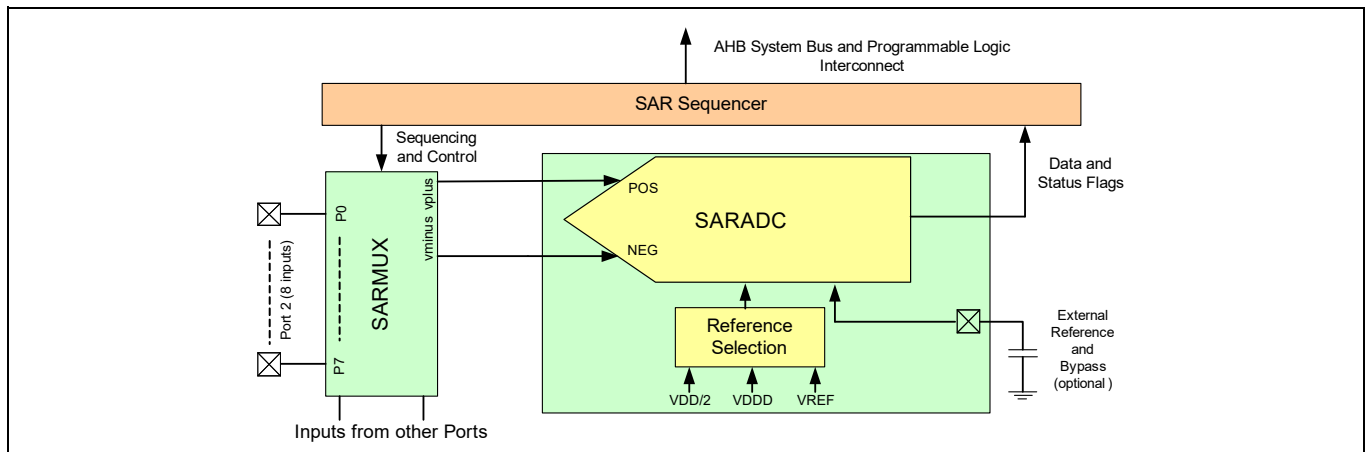 AHB System Bus and Programmable Logic
Interconnect
SAR Sequencer
Sequencing
and Control
Data and
Status Flags
vminus vplus
P0
P7
SARMUX
Port 2 (8 inputs)
POS
NEG
SARADC
Reference
Selection
VDD/2
VDDD
VREF
External
Reference
and
Bypass
(optional )
Inputs from other Ports